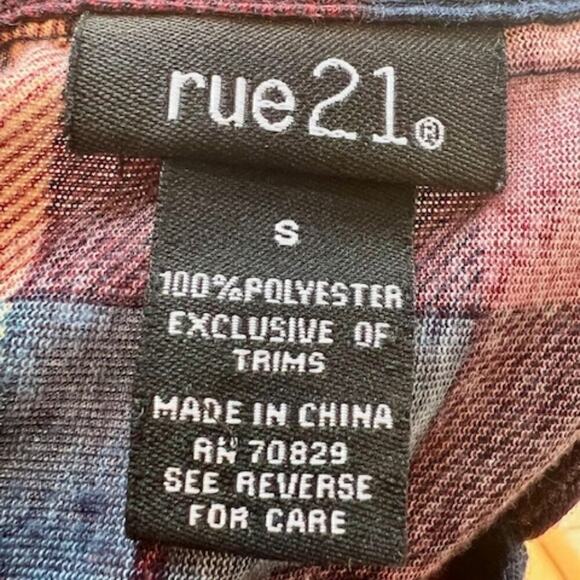 rue21®
S
100%POLYESTER
EXCLUSIVE OF
TRIMS
MADE IN CHINA
RN 70829
SEE REVERSE
FOR CARE